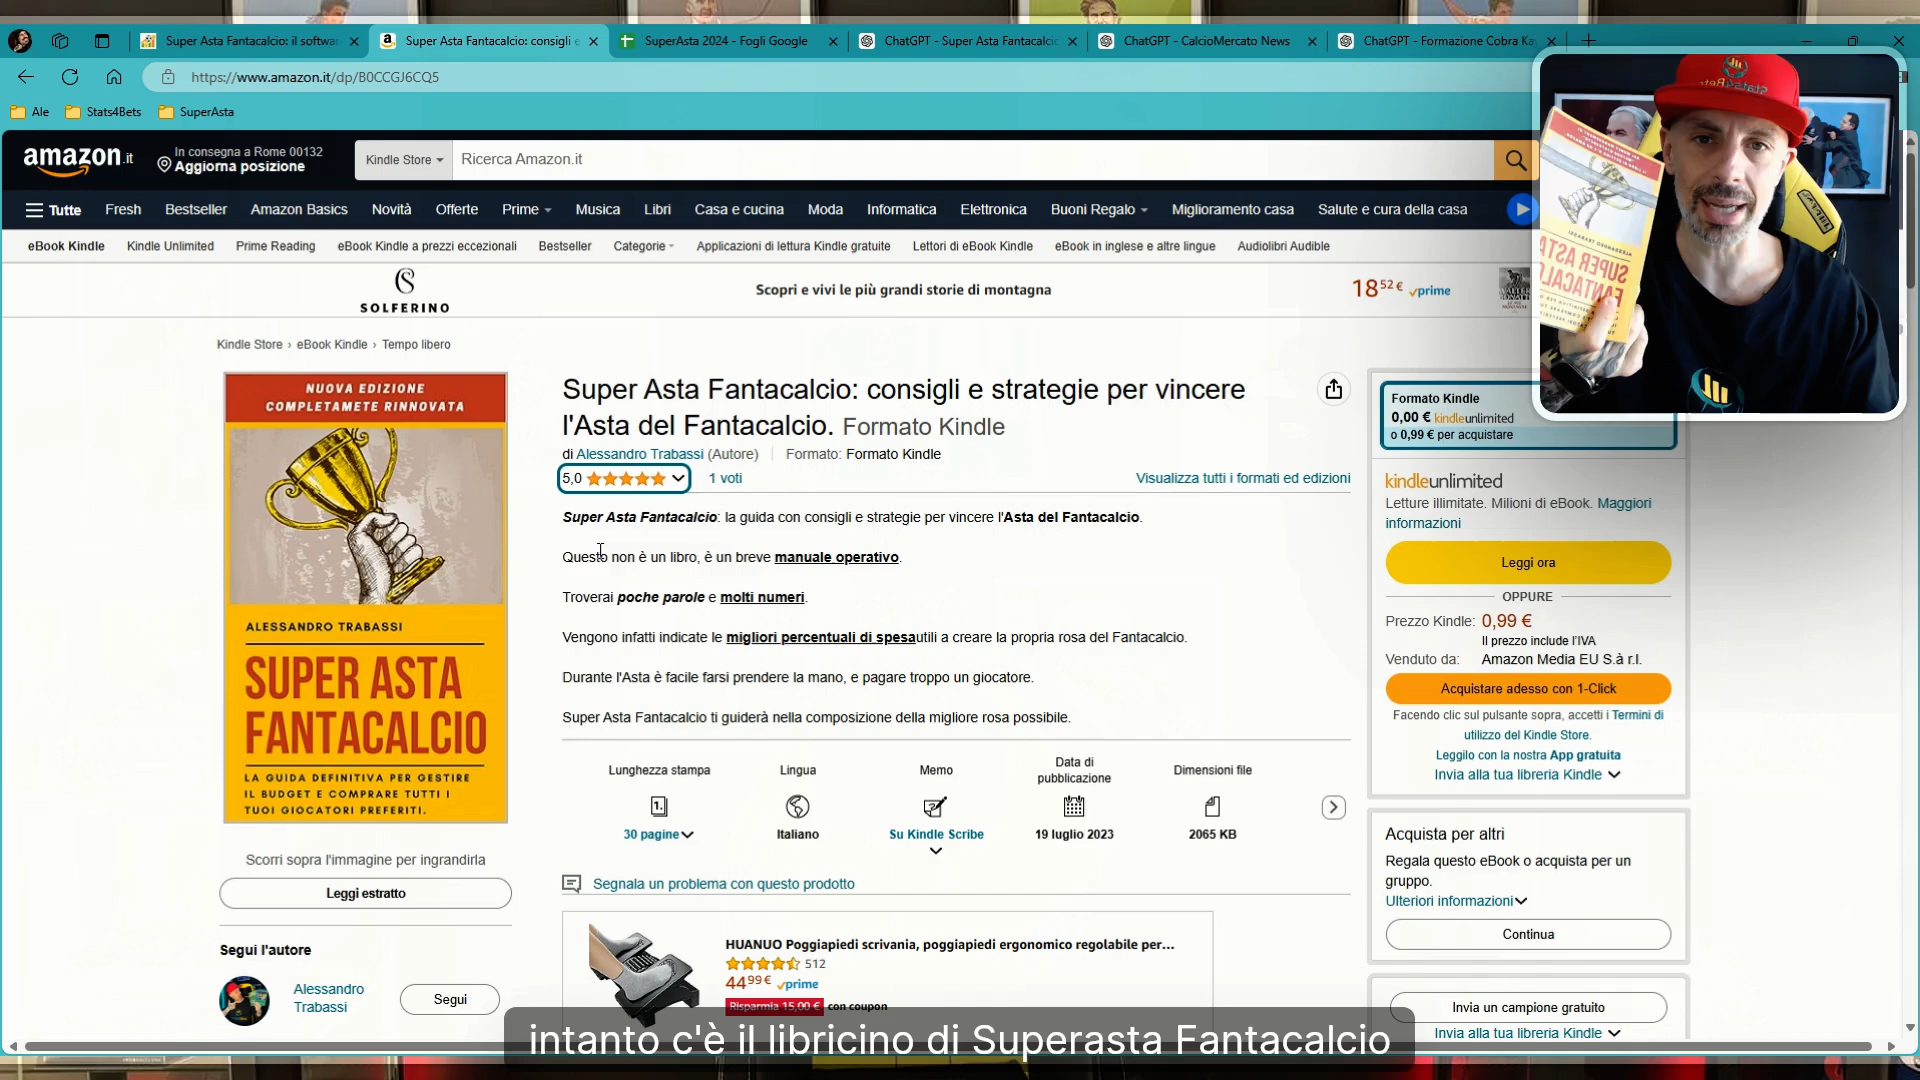 Super Asta Fantacalcio: il softwar
Super Asta Fantacalcio: consigli e
SuperAsta 2024 - Fogli Google
ChatGPT - Super Asta Fantacalcio
ChatGPT - CalcioMercato News
ChatGPT - Formazione Cobra Ka
https://www.amazon.it/dp/B0CCGJ6CQ5
Ale
Stats4Bets
SuperAsta
amazon.it
In consegna a Rome 00132
Aggiorna posizione
Kindle Store
Ricerca Amazon.it
Tutte
Fresh
Bestseller
Amazon Basics
Novità
Offerte
Prime
Musica
Libri
Casa e cucina
Moda
Informatica
Elettronica
Buoni Regalo
Miglioramento casa
Salute e cura della casa
eBook Kindle
Kindle Unlimited
Prime Reading
eBook Kindle a prezzi eccezionali
Bestseller
Categorie
Applicazioni di lettura Kindle gratuite
Lettori di eBook Kindle
eBook in inglese e altre lingue
Audiolibri Audible
SOLFERINO
Scopri e vivi le più grandi storie di montagna
18 52 € prime
Kindle Store › eBook Kindle › Tempo libero
NUOVA EDIZIONE
COMPLETAMETE RINNOVATA
ALESSANDRO TRABASSI
SUPER ASTA
FANTACALCIO
LA GUIDA DEFINITIVA PER GESTIRE
IL BUDGET E COMPRARE TUTTI I
TUOI GIOCATORI PREFERITI.
Scorri sopra l'immagine per ingrandirla
Leggi estratto
Segui l'autore
Alessandro
Trabassi
Segui
Super Asta Fantacalcio: consigli e strategie per vincere
l'Asta del Fantacalcio. Formato Kindle
di Alessandro Trabassi (Autore)
Formato: Formato Kindle
5,0
1 voti
Visualizza tutti i formati ed edizioni
Super Asta Fantacalcio: la guida con consigli e strategie per vincere l'Asta del Fantacalcio.
Questo non è un libro, è un breve manuale operativo.
Troverai poche parole e molti numeri.
Vengono infatti indicate le migliori percentuali di spesautili a creare la propria rosa del Fantacalcio.
Durante l'Asta è facile farsi prendere la mano, e pagare troppo un giocatore.
Super Asta Fantacalcio ti guiderà nella composizione della migliore rosa possibile.
Lunghezza stampa
30 pagine
Lingua
Italiano
Memo
Su Kindle Scribe
Data di
pubblicazione
19 luglio 2023
Dimensioni file
2065 KB
Segnala un problema con questo prodotto
HUANUO Poggiapiedi scrivania, poggiapiedi ergonomico regolabile per...
512
44 99 € prime
Risparmia 15,00 € con coupon
Formato Kindle
0,00 € kindleunlimited
o 0,99 € per acquistare
kindleunlimited
Letture illimitate. Milioni di eBook. Maggiori
informazioni
Leggi ora
OPPURE
Prezzo Kindle: 0,99 €
Il prezzo include l'IVA
Venduto da: Amazon Media EU S.à r.l.
Acquistare adesso con 1-Click
Facendo clic sul pulsante sopra, accetti i Termini di
utilizzo del Kindle Store.
Leggilo con la nostra App gratuita
Invia alla tua libreria Kindle
Acquista per altri
Regala questo eBook o acquista per un
gruppo.
Ulteriori informazioni
Continua
Invia un campione gratuito
Invia alla tua libreria Kindle
SUPER ASTA
intanto c'è il libricino di Superasta Fantacalcio